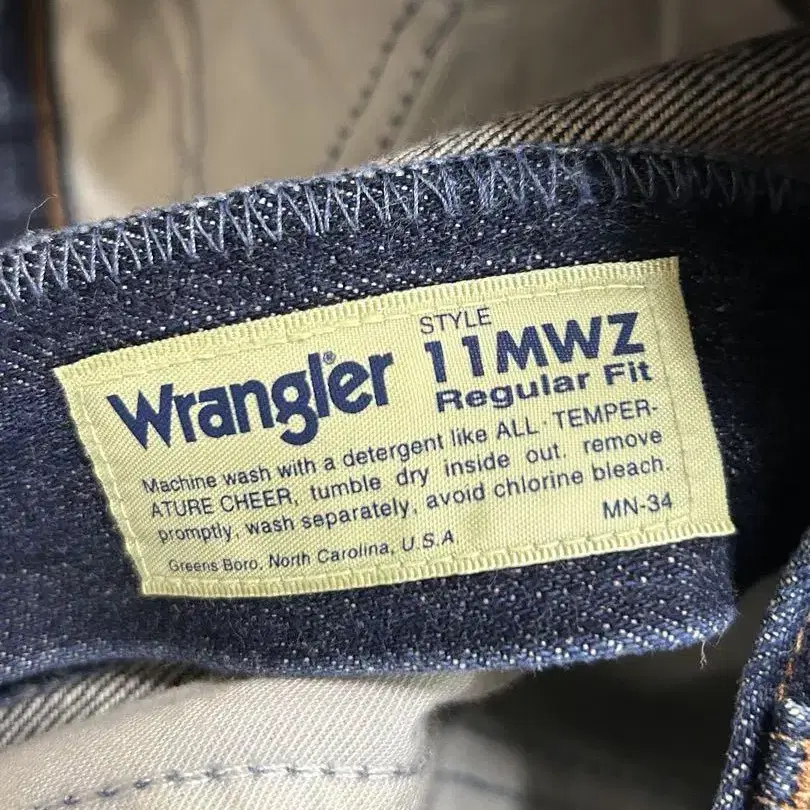 STYLE
Wrangler® 11MWZ
Regular Fit
Machine wash with a detergent like ALL-TEMPER-
ATURE CHEER, tumble dry inside out. remove
promptly, wash separately, avoid chlorine bleach.
MN-34
Greens Boro, North Carolina, U.S.A